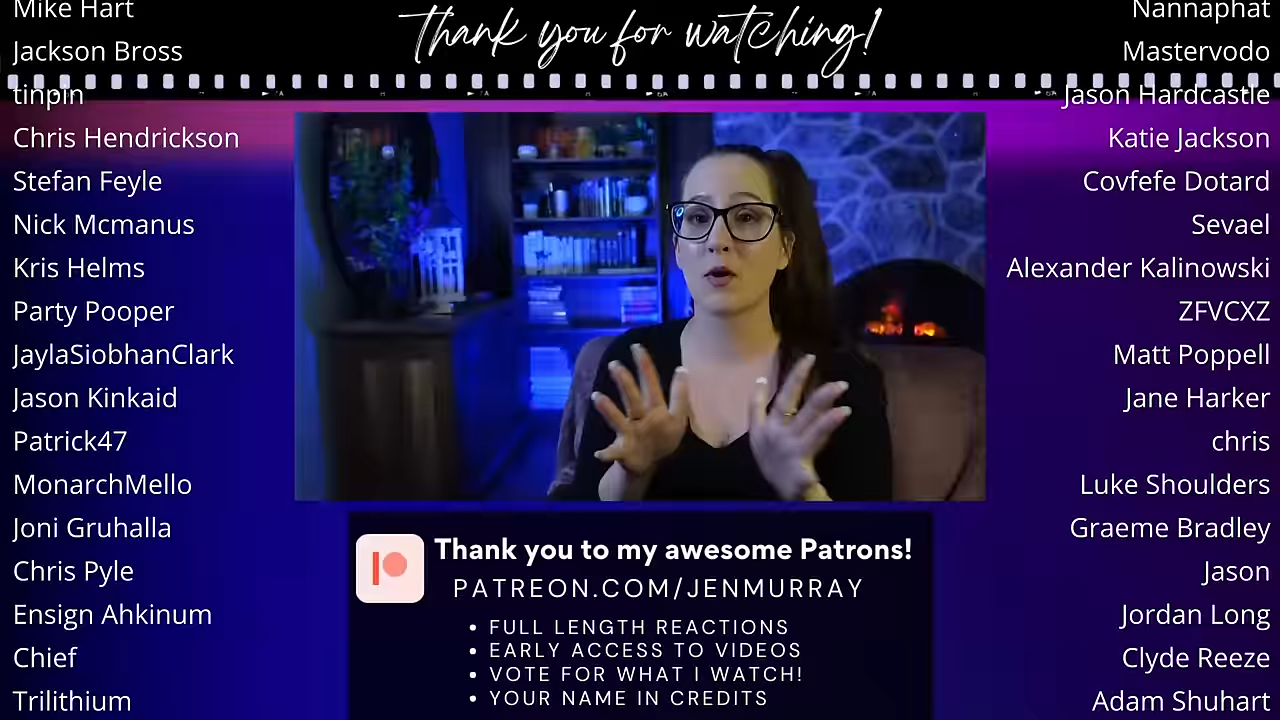 Thank you for watching!
Mike Hart
Jackson Bross
tinpin
Chris Hendrickson
Stefan Feyle
Nick Mcmanus
Kris Helms
Party Pooper
JaylaSiobhanClark
Jason Kinkaid
Patrick47
MonarchMello
Joni Gruhalla
Chris Pyle
Ensign Ahkinum
Chief
Trilithium
Nannaphat
Mastervodo
Jason Hardcastle
Katie Jackson
Covfefe Dotard
Sevael
Alexander Kalinowski
ZFVCXZ
Matt Poppell
Jane Harker
chris
Luke Shoulders
Graeme Bradley
Jason
Jordan Long
Clyde Reeze
Adam Shuhart
Thank you to my awesome Patrons!
PATREON.COM/JENMURRAY
• FULL LENGTH REACTIONS
• EARLY ACCESS TO VIDEOS
• VOTE FOR WHAT I WATCH!
• YOUR NAME IN CREDITS